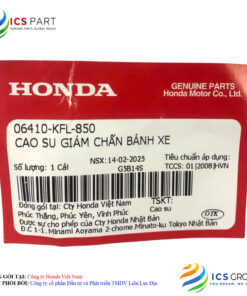 ICS PART
HONDA
GENUINE PARTS
Honda Motor Co., Ltd.
06410-KFL-850
CAO SU GIẢM CHẤN BÁNH XE
Số lượng: 1 Cái
NSX: 14-02-2025
G5B14S
Tiêu chuẩn áp dụng:
TCCS: 01|2008|HVN
Đóng gói tại: Cty Honda Việt Nam
Phúc Thắng, Phúc Yên, Vĩnh Phúc
TSKT:
Cao su
Được sự cho phép của Cty Honda Nhật Bản
OTK
Đ.C 1-1. Minami Aoyama 2-chome, Minato-ku Tokyo Nhật Bản
GÓI TẠI: Công ty Honda Việt Nam
PHỐI BỞI: Công ty cổ phần Đầu tư và Phát triển TMDV Liên Lục Địa
ICS GRO